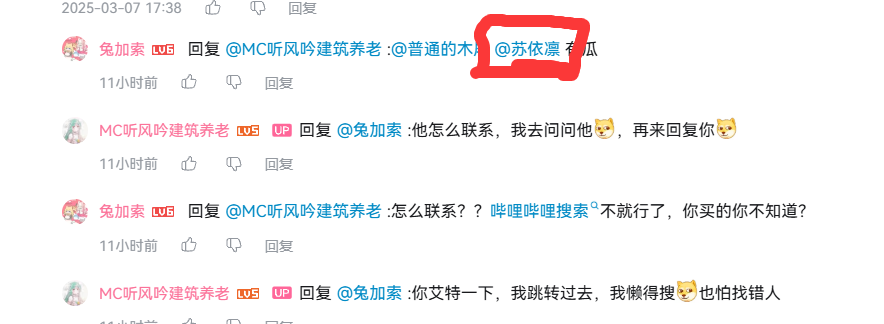 2025-03-07 17:38 回复
兔加索 LV6 回复 @MC听风吟建筑养老 :@普通的木 @苏依凛 有瓜
11小时前 回复
MC听风吟建筑养老 LV5 UP 回复 @兔加索 :他怎么联系，我去问问他，再来回复你
11小时前 回复
兔加索 LV6 回复 @MC听风吟建筑养老 :怎么联系？？哔哩哔哩搜索不就行了，你买的你不知道？
11小时前 回复
MC听风吟建筑养老 LV5 UP 回复 @兔加索 :你艾特一下，我跳转过去，我懒得搜也怕找错人